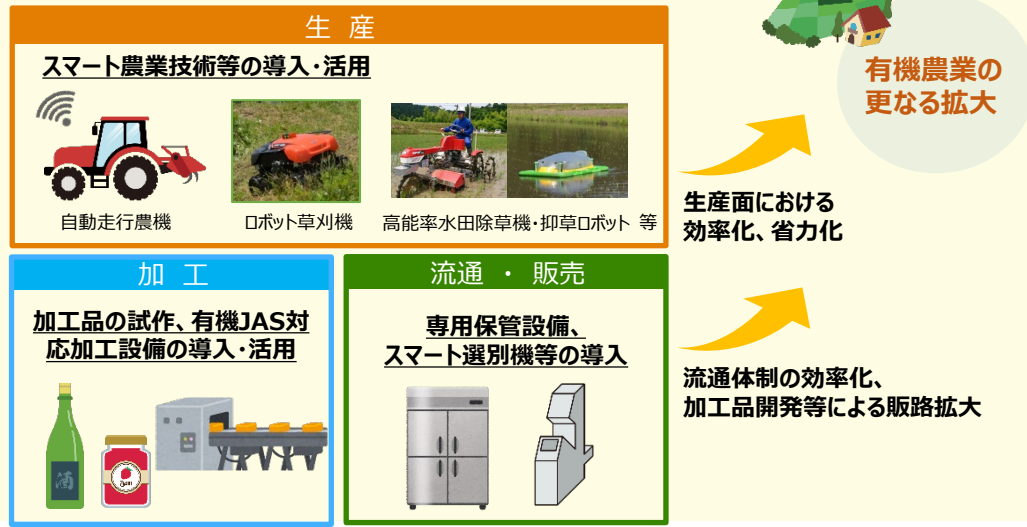 生 産
スマート農業技術等の導入・活用
自動走行農機
ロボット草刈機
高能率水田除草機・抑草ロボット 等
有機農業の
更なる拡大
生産面における
効率化、省力化
加 工
加工品の試作、有機JAS対
応加工設備の導入・活用
酒
Jam
流通 ・ 販売
専用保管設備、
スマート選別機等の導入
流通体制の効率化、
加工品開発等による販路拡大